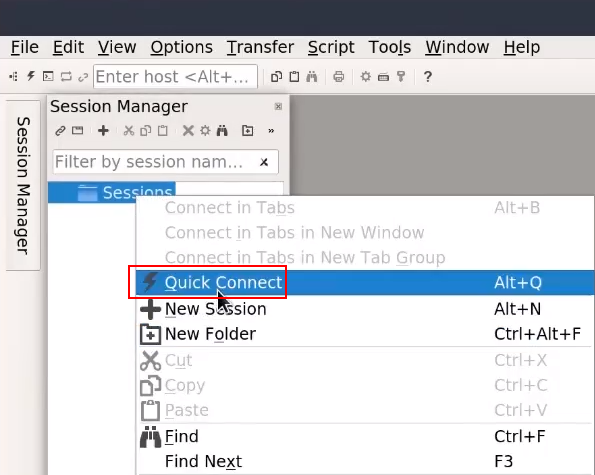 File Edit View Options Transfer Script Tools Window Help
Enter host <Alt+...
Session Manager
Session Manager
Filter by session nam...
Sessions
Connect in Tabs Alt+B
Connect in Tabs in New Window
Connect in Tabs in New Tab Group
Quick Connect Alt+Q
New Session Alt+N
New Folder Ctrl+Alt+F
Cut Ctrl+X
Copy Ctrl+C
Paste Ctrl+V
Find Ctrl+F
Find Next F3